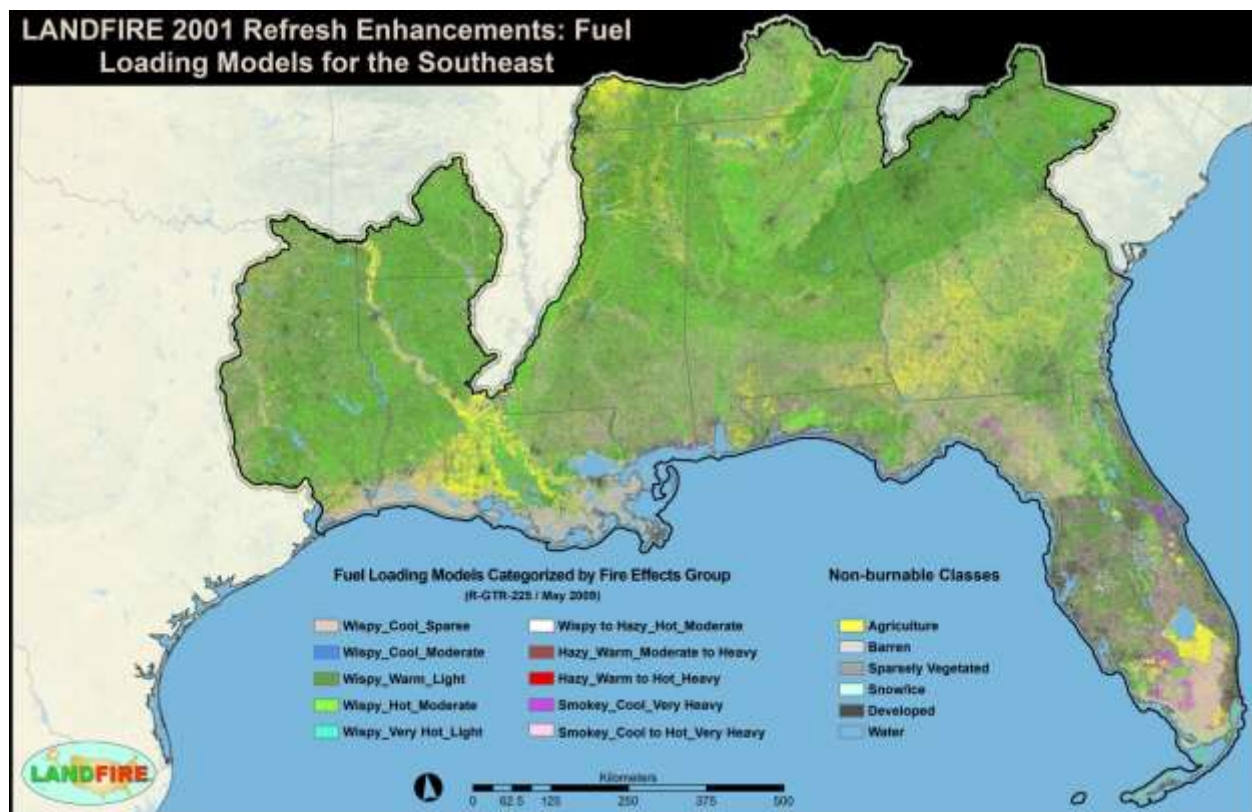 LANDFIRE 2001 Refresh Enhancements: Fuel
Loading Models for the Southeast
Fuel Loading Models Categorized by Fire Effects Group
(R-GTR-225 / May 2009)
Wispy_Cool_Sparse
Wispy_Cool_Moderate
Wispy_Warm_Light
Wispy_Hot_Moderate
Wispy_Very Hot_Light
Wispy to Hazy_Hot_Moderate
Hazy_Warm_Moderate to Heavy
Hazy_Warm to Hot_Heavy
Smokey_Cool_Very Heavy
Smokey_Cool to Hot_Very Heavy
Non-burnable Classes
Agriculture
Barren
Sparsely Vegetated
Snow/Ice
Developed
Water
LANDFIRE
Kilometers
0 62.5 125 250 375 500